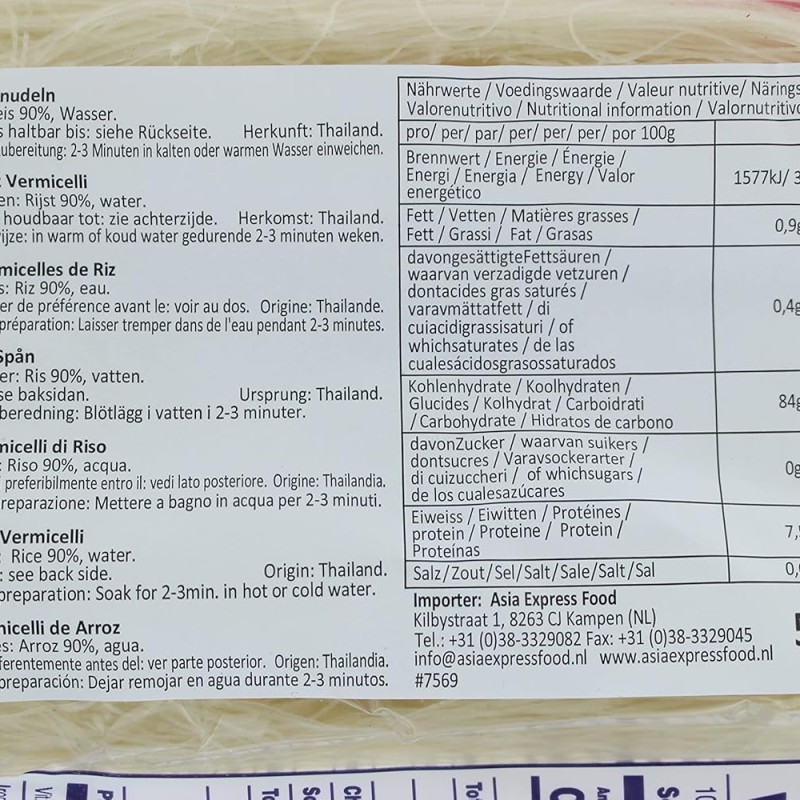 nudeln
eis 90%, Wasser.
s haltbar bis: siehe Rückseite. Herkunft: Thailand.
ubereitung: 2-3 Minuten in kalten oder warmen Wasser einweichen.
Vermicelli
en: Rijst 90%, water.
houdbaar tot: zie achterzijde. Herkomst: Thailand.
ijze: in warm of koud water gedurende 2-3 minuten weken.
micelles de Riz
s: Riz 90%, eau.
er de préférence avant le: voir au dos. Origine: Thailande.
préparation: Laisser tremper dans de l'eau pendant 2-3 minutes.
Spån
er: Ris 90%, vatten.
se baksidan. Ursprung: Thailand.
beredning: Blötlägg i vatten i 2-3 minuter.
micelli di Riso
: Riso 90%, acqua.
preferibilmente entro il: vedi lato posteriore. Origine: Thailandia.
reparazione: Mettere a bagno in acqua per 2-3 minuti.
Vermicelli
: Rice 90%, water.
: see back side. Origin: Thailand.
preparation: Soak for 2-3min. in hot or cold water.
nicelli de Arroz
es: Arroz 90%, agua.
ferentemente antes del: ver parte posterior. Origen: Thailandia.
preparación: Dejar remojar en agua durante 2-3 minutos.
Nährwerte / Voedingswaarde / Valeur nutritive/ Närings
Valorenutritivo / Nutritional information / Valornutritivo
pro/ per/ par/ per/ per/ per/ por 100g
Brennwert / Energie / Énergie /
Energi / Energia / Energy / Valor
energético
1577kJ/ 3
Fett / Vetten / Matières grasses /
Fett / Grassi / Fat / Grasas
0,9g
davongesättigteFettsäuren /
waarvan verzadigde vetzuren /
dontacides gras saturés /
varavmättatfett / di
cuiacidigrassisaturi / of
whichsaturates / de las
cualesácidosgrasossaturados
0,4g
Kohlenhydrate / Koolhydraten /
Glucides / Kolhydrat / Carboidrati
/ Carbohydrate / Hidratos de carbono
84g
davonZucker / waarvan suikers /
dontsucres / Varavsockerarter /
di cuizuccheri / of whichsugars /
de los cualesazúcares
0g
Eiweiss / Eiwitten / Protéines /
protein / Proteine / Protein /
Proteínas
7,
Salz/Zout/Sel/Salt/Sale/Salt/Sal
0,
Importer: Asia Express Food
Kilbystraat 1, 8263 CJ Kampen (NL)
Tel.: +31 (0)38-3329082 Fax: +31 (0)38-3329045
info@asiaexpressfood.nl www.asiaexpressfood.nl
#7569